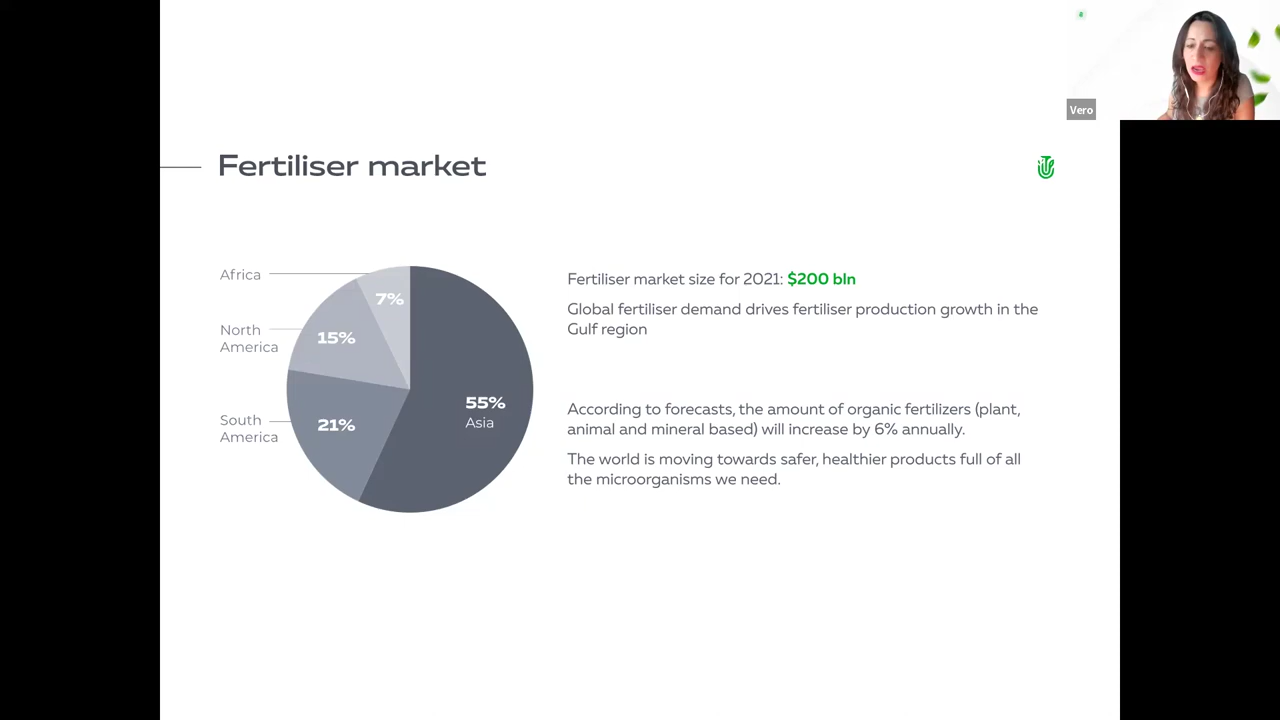 Vero
Fertiliser market
Africa
7%
North
America
15%
South
America
21%
55%
Asia
Fertiliser market size for 2021: $200 bln
Global fertiliser demand drives fertiliser production growth in the
Gulf region
According to forecasts, the amount of organic fertilizers (plant,
animal and mineral based) will increase by 6% annually.
The world is moving towards safer, healthier products full of all
the microorganisms we need.